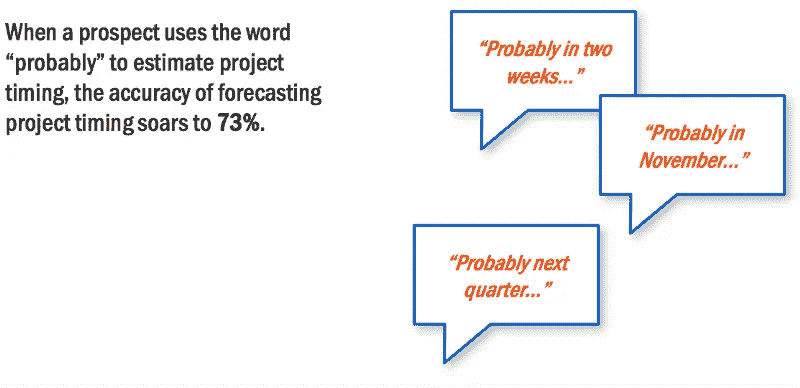 When a prospect uses the word
“probably” to estimate project
timing, the accuracy of forecasting
project timing soars to 73%.
“Probably in two
weeks...”
“Probably in
November...”
“Probably next
quarter...”